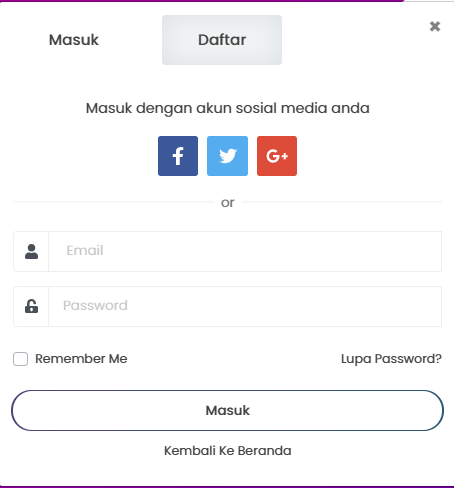 Masuk Daftar
Masuk dengan akun sosial media anda
f G+
or
Email
Password
Remember Me Lupa Password?
Masuk
Kembali Ke Beranda